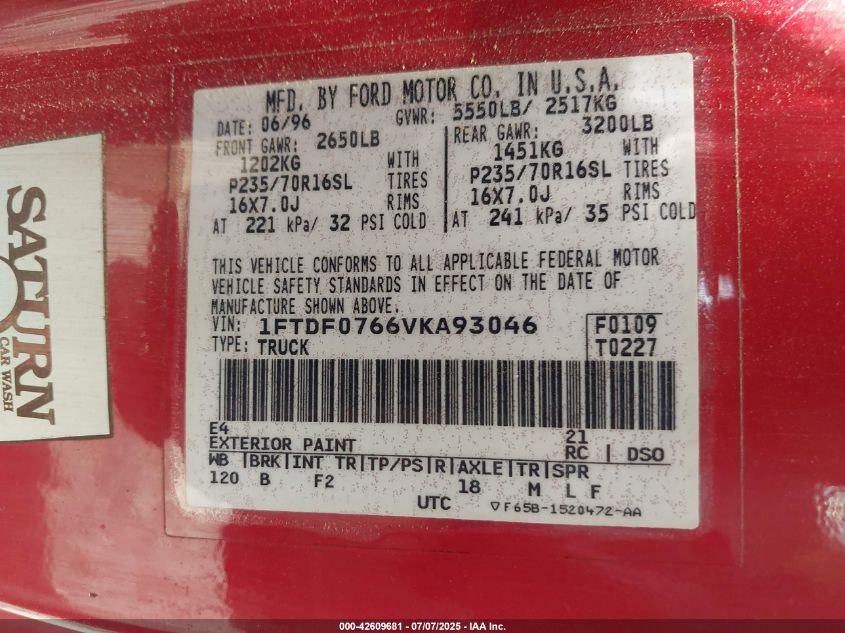 MFD. BY FORD MOTOR CO. IN U.S.A.
DATE: 06/96 GVWR: 5550LB/ 2517KG
FRONT GAWR: 2650LB REAR GAWR: 3200LB
1202KG WITH 1451KG WITH
P235/70R16SL TIRES P235/70R16SL TIRES
16X7.0J RIMS 16X7.0J RIMS
AT 221 kPa/ 32 PSI COLD AT 241 kPa/ 35 PSI COLD
THIS VEHICLE CONFORMS TO ALL APPLICABLE FEDERAL MOTOR
VEHICLE SAFETY STANDARDS IN EFFECT ON THE DATE OF
MANUFACTURE SHOWN ABOVE.
VIN: 1FTDF0766VKA93046 F0109
TYPE: TRUCK T0227
E4 21
EXTERIOR PAINT RC | DSO
WB |BRK|INT TR|TP/PS|R|AXLE|TR|SPR
120 B F2 18 M L F
UTC ▽F65B-1520472-AA
SATURN
CAR WASH
000-42609681 - 07/07/2025 - IAA Inc.